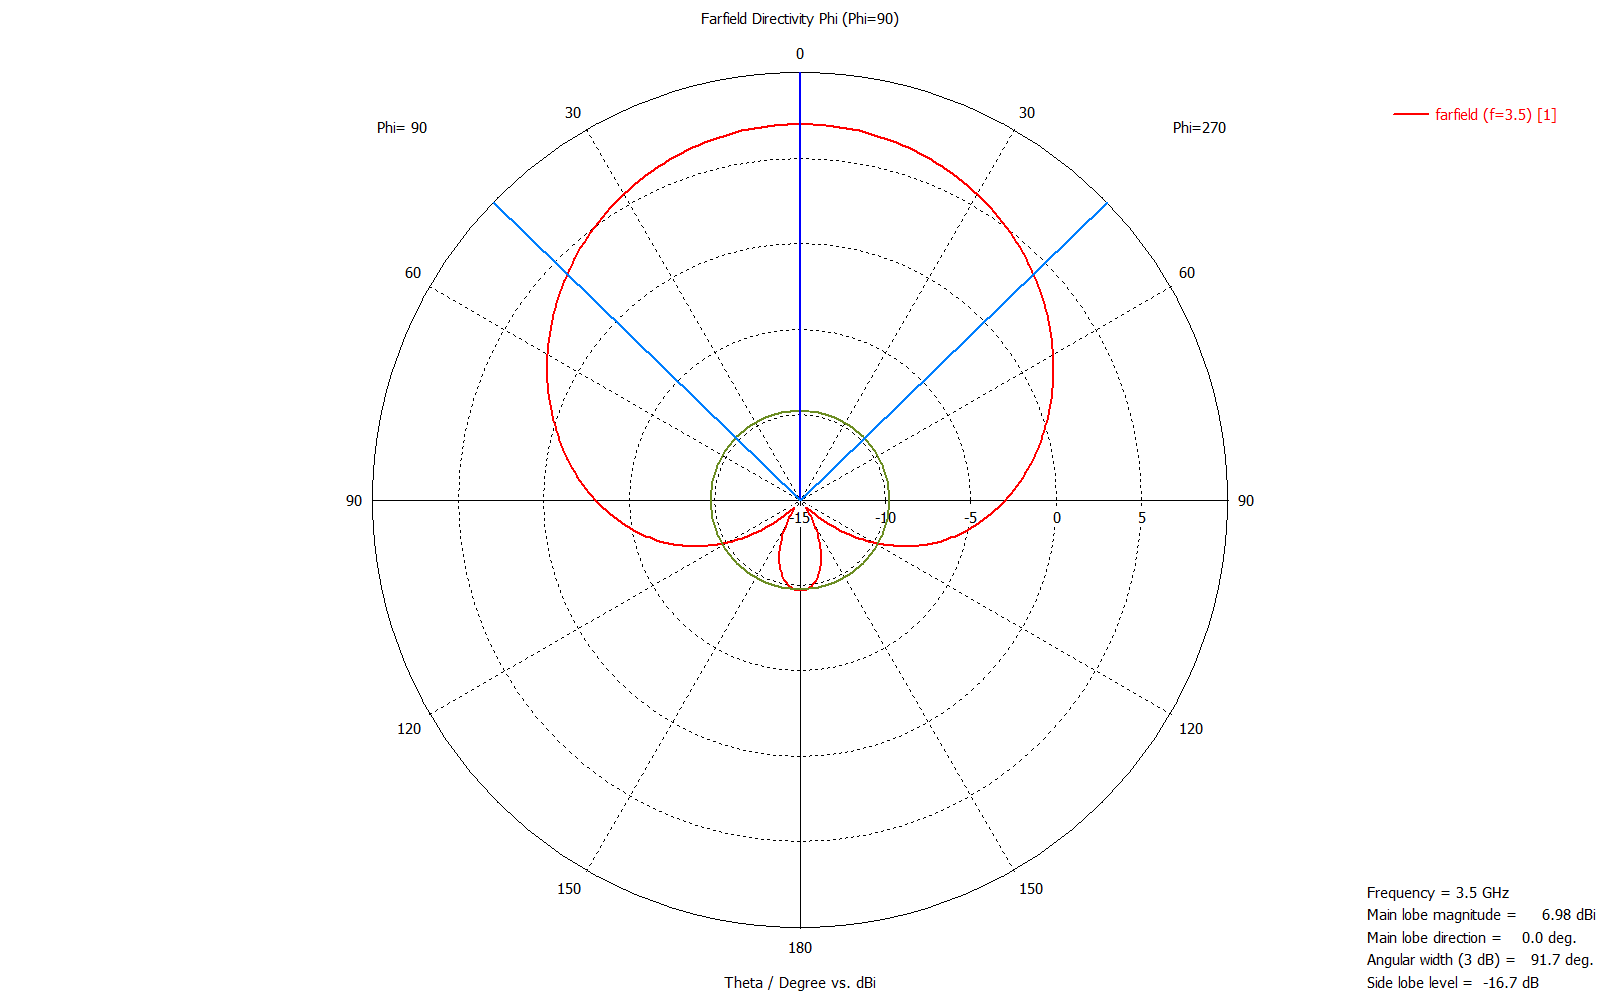 Farfield Directivity Phi (Phi=90)
0
30
30
Phi= 90
Phi=270
farfield (f=3.5) [1]
60
60
90
90
-15
-10
-5
0
5
120
120
150
150
180
Theta / Degree vs. dBi
Frequency = 3.5 GHz
Main lobe magnitude = 6.98 dBi
Main lobe direction = 0.0 deg.
Angular width (3 dB) = 91.7 deg.
Side lobe level = -16.7 dB